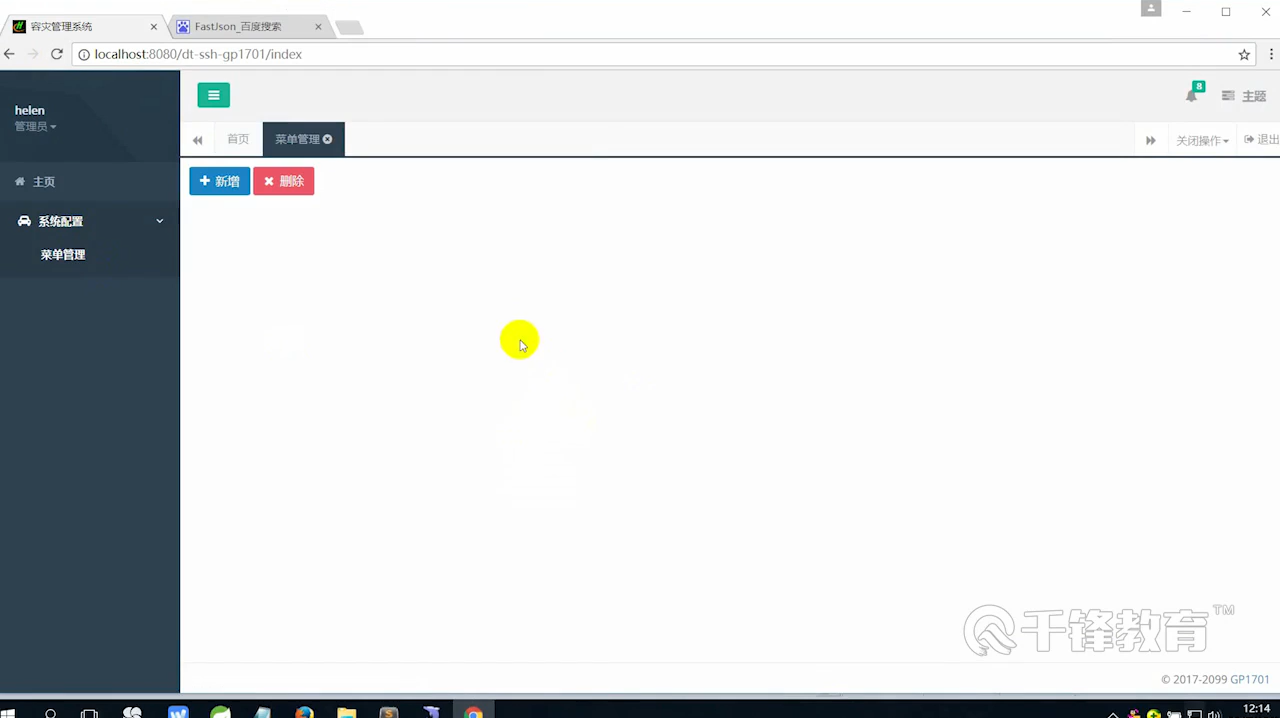 容灾管理系统
FastJson_百度搜索
localhost:8080/dt-ssh-gp1701/index
helen
管理员
8
主题
首页
菜单管理
关闭操作
退出
新增
删除
主页
系统配置
菜单管理
千锋教育TM
© 2017-2099 GP1701
12:14